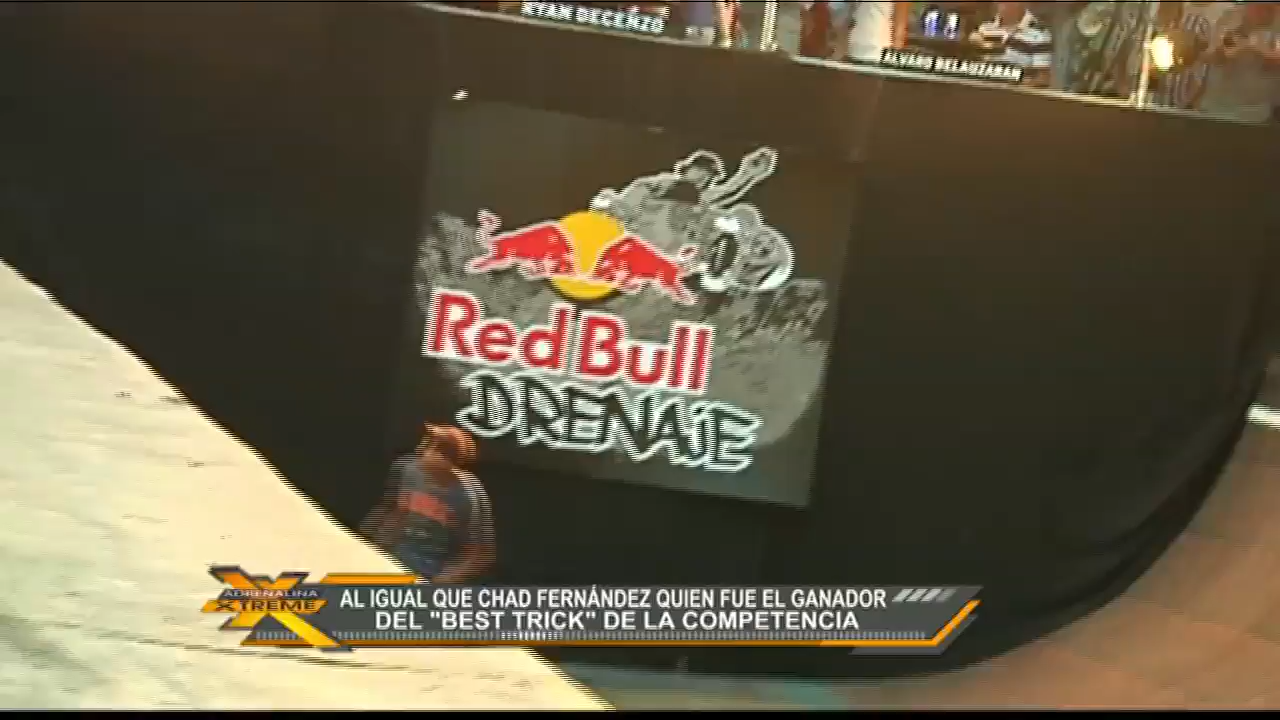 RYAN DECENZO
ALVARO BELAUZARAN
Red Bull
DRENAJE
ADRENALINA
XTREME
AL IGUAL QUE CHAD FERNÁNDEZ QUIEN FUE EL GANADOR
DEL "BEST TRICK" DE LA COMPETENCIA